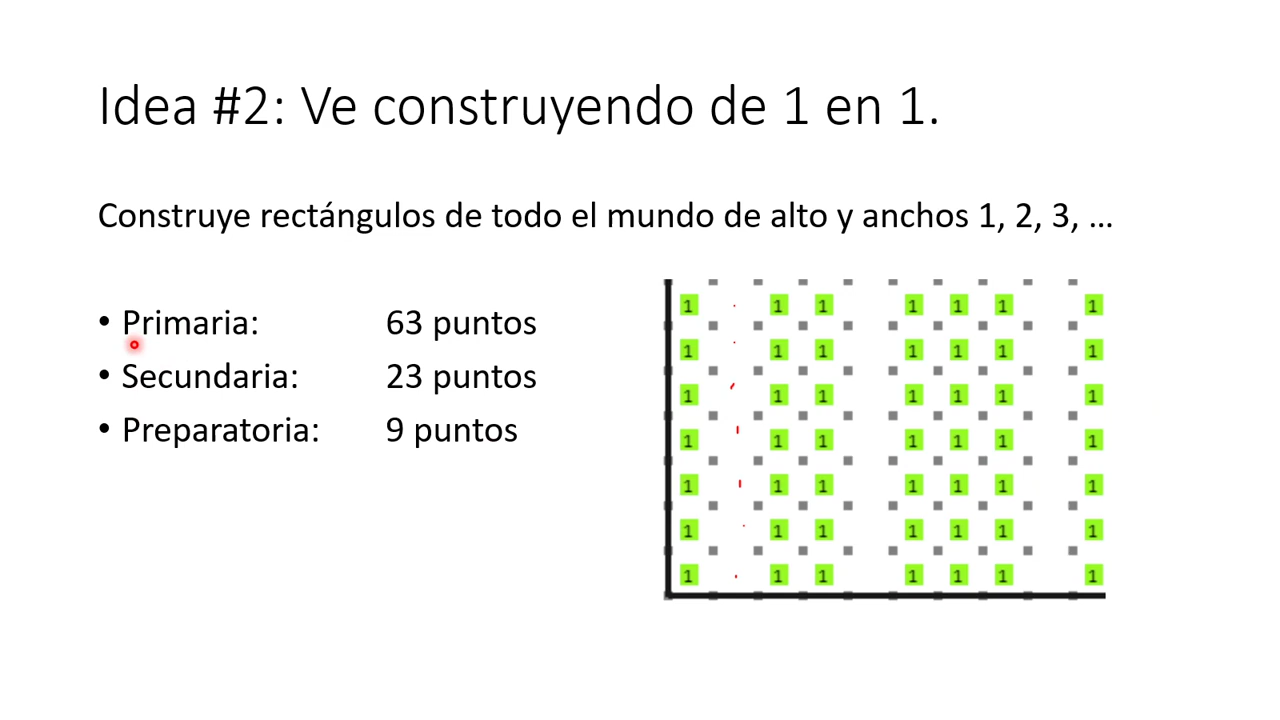 Idea #2: Ve construyendo de 1 en 1.
Construye rectángulos de todo el mundo de alto y anchos 1, 2, 3, ...
• Primaria: 63 puntos
• Secundaria: 23 puntos
• Preparatoria: 9 puntos
1 1 1 1 1 1 1
1 1 1 1 1 1 1
1 1 1 1 1 1 1
1 1 1 1 1 1 1
1 1 1 1 1 1 1
1 1 1 1 1 1 1
1 1 1 1 1 1 1